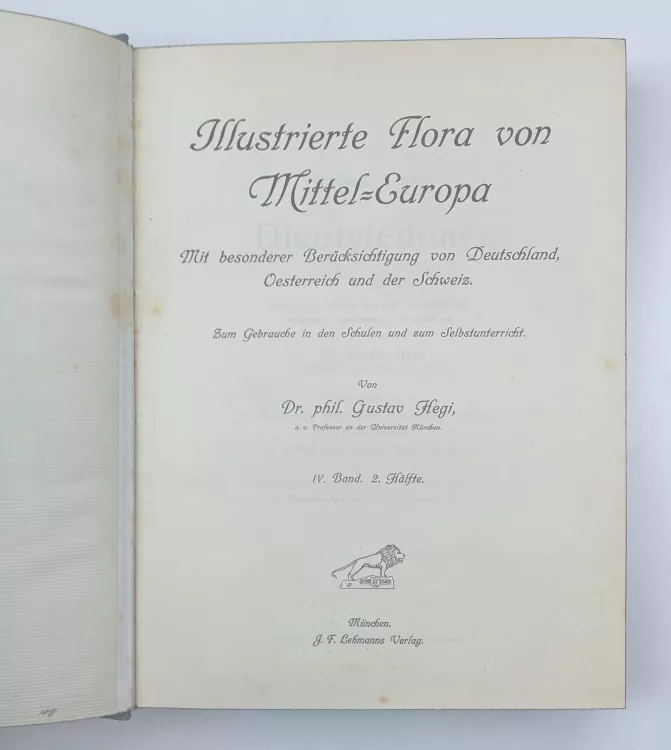 Illustrierte Flora von
Mittel=Europa
Mit besonderer Berücksichtigung von Deutschland,
Oesterreich und der Schweiz.
Zum Gebrauche in den Schulen und zum Selbstunterricht.
Von
Dr. phil. Gustav Hegi,
a. o. Professor an der Universität München.
IV. Band. 2. Hälfte.
München.
J. F. Lehmanns Verlag.